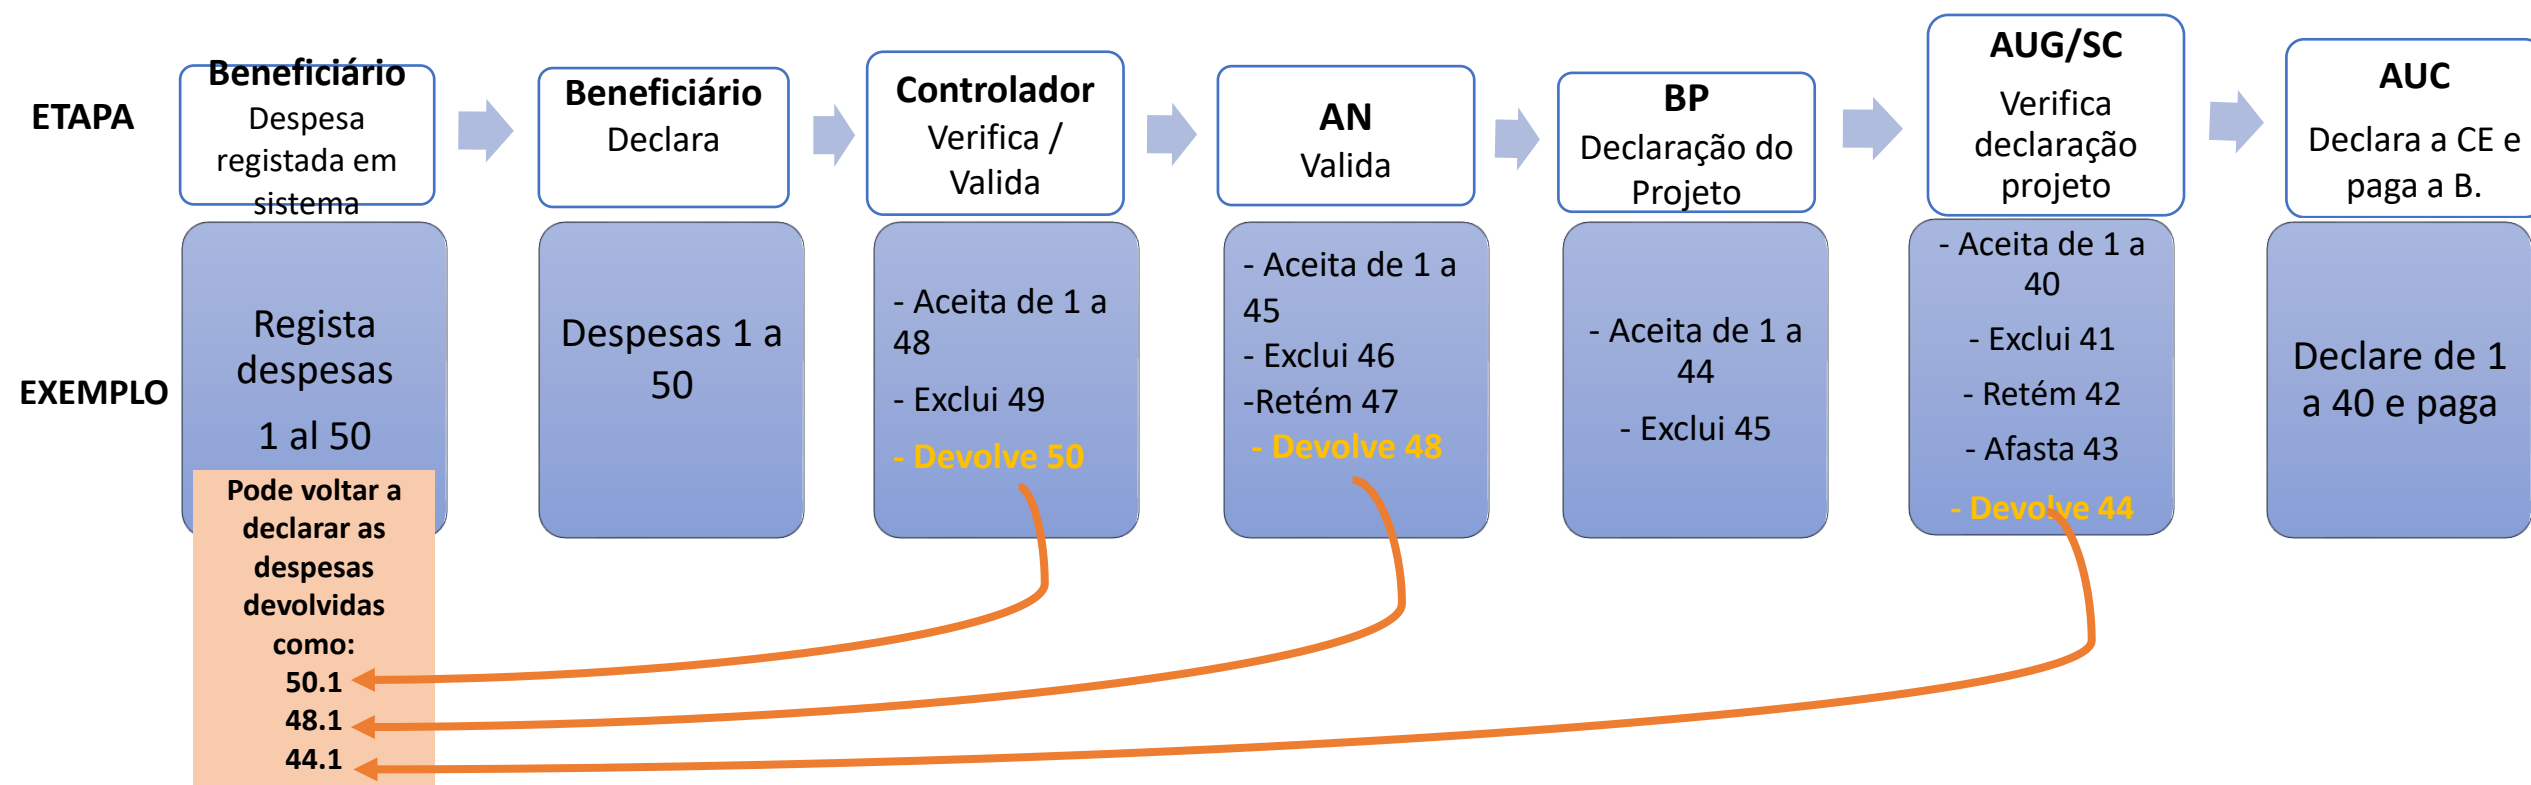 ETAPA
Beneficiário
Despesa
registada em
sistema
Beneficiário
Declara
Controlador
Verifica /
Valida
AN
Valida
BP
Declaração do
Projeto
AUG/SC
Verifica
declaração
projeto
AUC
Declara a CE e
paga a B.
EXEMPLO
Regista
despesas
1 al 50
Pode voltar a
declarar as
despesas
devolvidas
como:
50.1
48.1
44.1
Despesas 1 a
50
- Aceita de 1 a
48
- Exclui 49
- Devolve 50
- Aceita de 1 a
45
- Exclui 46
-Retém 47
- Devolve 48
- Aceita de 1 a
44
- Exclui 45
- Aceita de 1 a
40
- Exclui 41
- Retém 42
- Afasta 43
- Devolve 44
Declare de 1
a 40 e paga